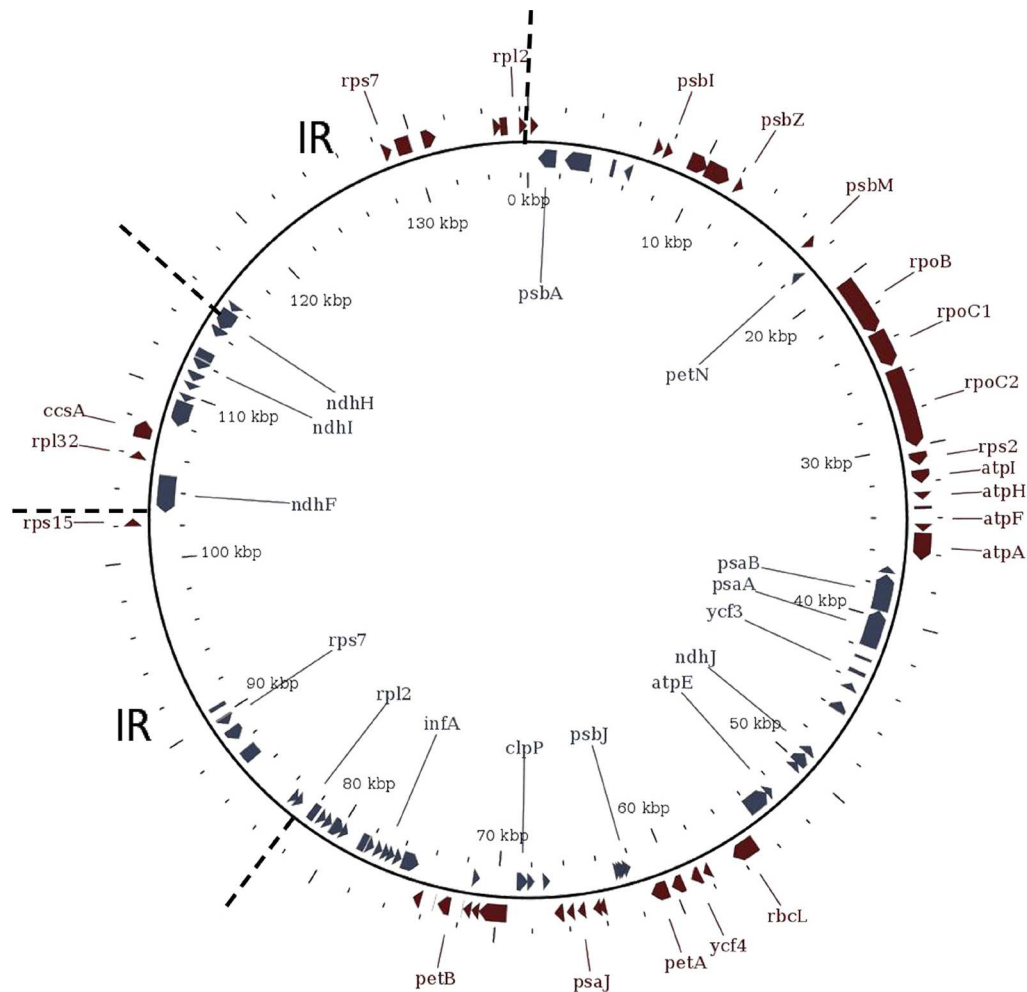 rpl2
rps7
psbI
IR
psbZ
psbM
0 kbp
130 kbp
10 kbp
rpoB
psbA
120 kbp
rpoC1
20 kbp
petN
rpoC2
ndhH
ccsA
110 kbp
ndhI
rpl32
30 kbp
rps2
atpI
atpH
ndhF
rps15
atpF
100 kbp
atpA
psaB
psaA
40 kbp
ycf3
rps7
ndhJ
90 kbp
atpE
rpl2
IR
infA
50 kbp
psbJ
clpP
80 kbp
60 kbp
70 kbp
rbcL
ycf4
petA
petB
psaJ